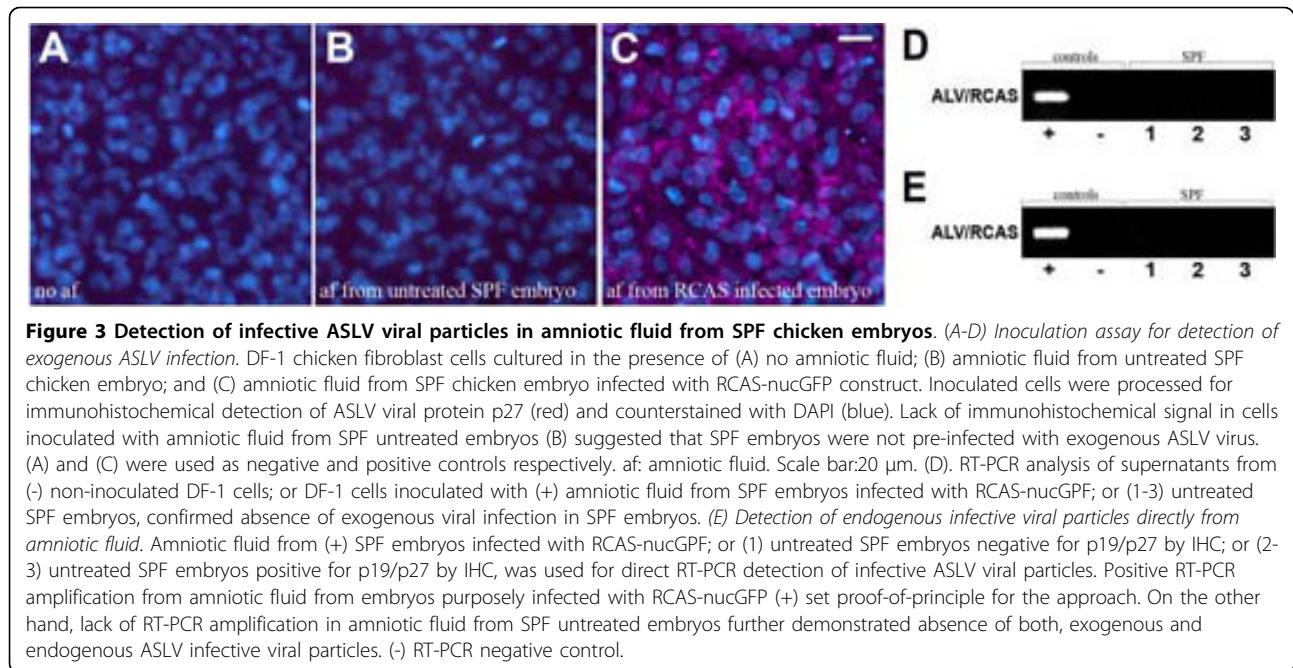 A
B
C
no af
af from untreated SPF embryo
af from RCAS infected embryo
D
controls
SPF
ALV/RCAS
+
-
1
2
3
E
controls
SPF
ALV/RCAS
+
-
1
2
3
Figure 3 Detection of infective ASLV viral particles in amniotic fluid from SPF chicken embryos. (A-D) Inoculation assay for detection of
exogenous ASLV infection. DF-1 chicken fibroblast cells cultured in the presence of (A) no amniotic fluid; (B) amniotic fluid from untreated SPF
chicken embryo; and (C) amniotic fluid from SPF chicken embryo infected with RCAS-nucGFP construct. Inoculated cells were processed for
immunohistochemical detection of ASLV viral protein p27 (red) and counterstained with DAPI (blue). Lack of immunohistochemical signal in cells
inoculated with amniotic fluid from SPF untreated embryos (B) suggested that SPF embryos were not pre-infected with exogenous ASLV virus.
(A) and (C) were used as negative and positive controls respectively. af: amniotic fluid. Scale bar:20 μm. (D). RT-PCR analysis of supernatants from
(-) non-inoculated DF-1 cells; or DF-1 cells inoculated with (+) amniotic fluid from SPF embryos infected with RCAS-nucGPF; or (1-3) untreated
SPF embryos, confirmed absence of exogenous viral infection in SPF embryos. (E) Detection of endogenous infective viral particles directly from
amniotic fluid. Amniotic fluid from (+) SPF embryos infected with RCAS-nucGPF; or (1) untreated SPF embryos negative for p19/p27 by IHC; or (2-
3) untreated SPF embryos positive for p19/p27 by IHC, was used for direct RT-PCR detection of infective ASLV viral particles. Positive RT-PCR
amplification from amniotic fluid from embryos purposely infected with RCAS-nucGFP (+) set proof-of-principle for the approach. On the other
hand, lack of RT-PCR amplification in amniotic fluid from SPF untreated embryos further demonstrated absence of both, exogenous and
endogenous ASLV infective viral particles. (-) RT-PCR negative control.